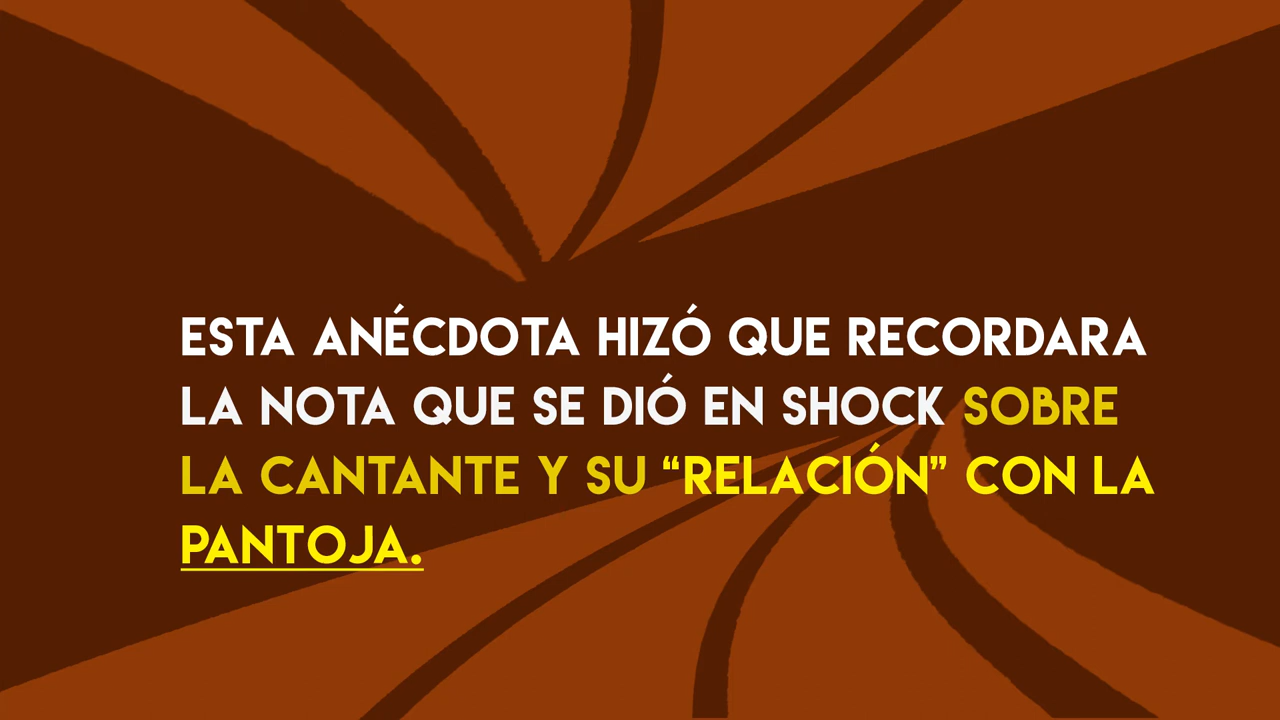 ESTA ANÉCDOTA HIZÓ QUE RECORDARA
LA NOTA QUE SE DIÓ EN SHOCK SOBRE
LA CANTANTE Y SU “RELACIÓN” CON LA
PANTOJA.